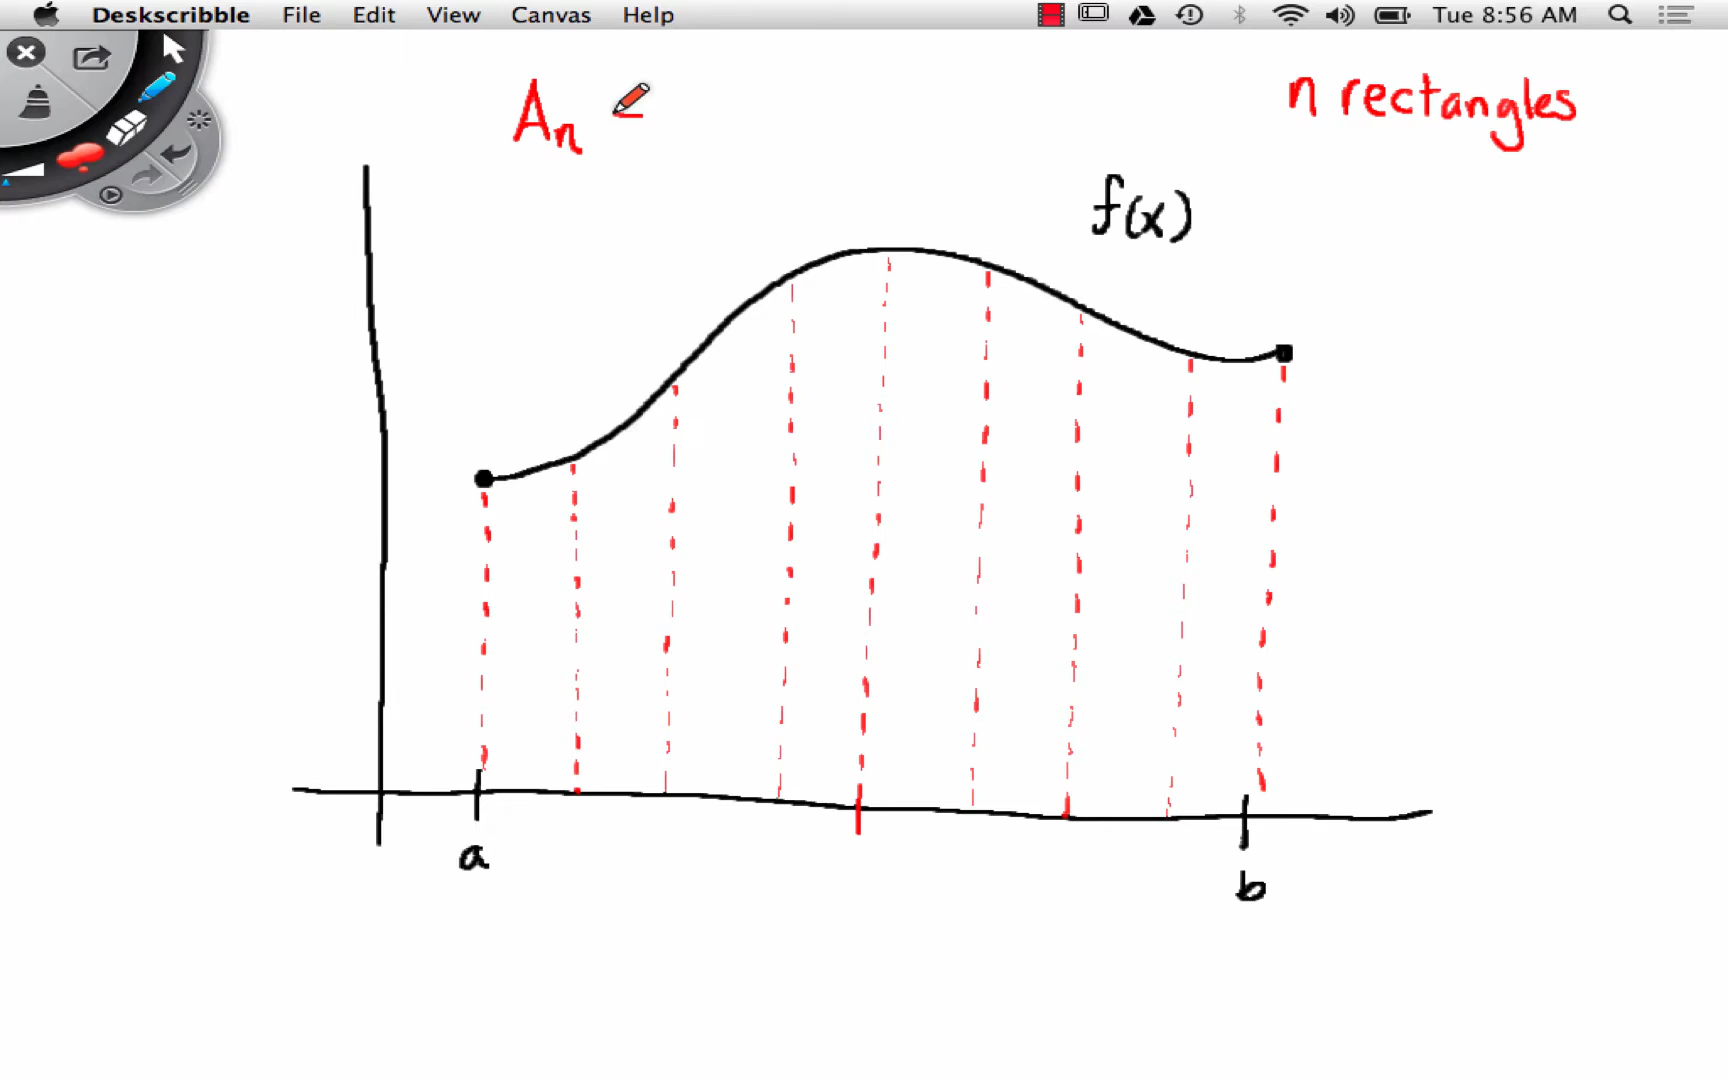 Deskscribble File Edit View Canvas Help Tue 8:56 AM
Aₙ
n rectangles
f(x)
a
b